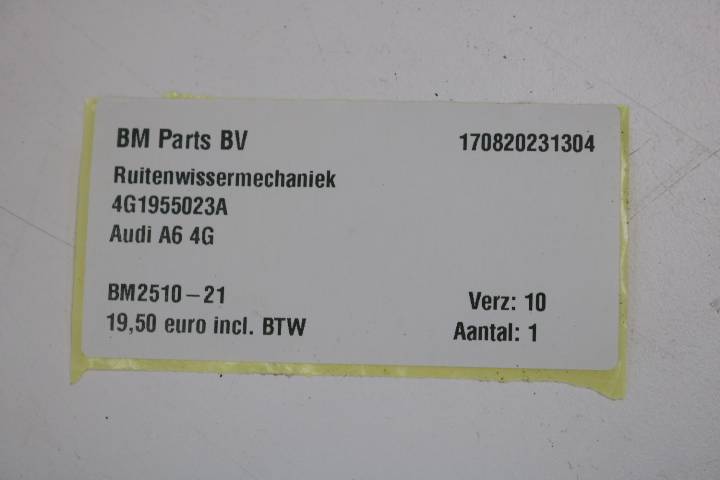 BM Parts BV 170820231304
Ruitenwissermechaniek
4G1955023A
Audi A6 4G
BM2510-21 Verz: 10
19,50 euro incl. BTW Aantal: 1